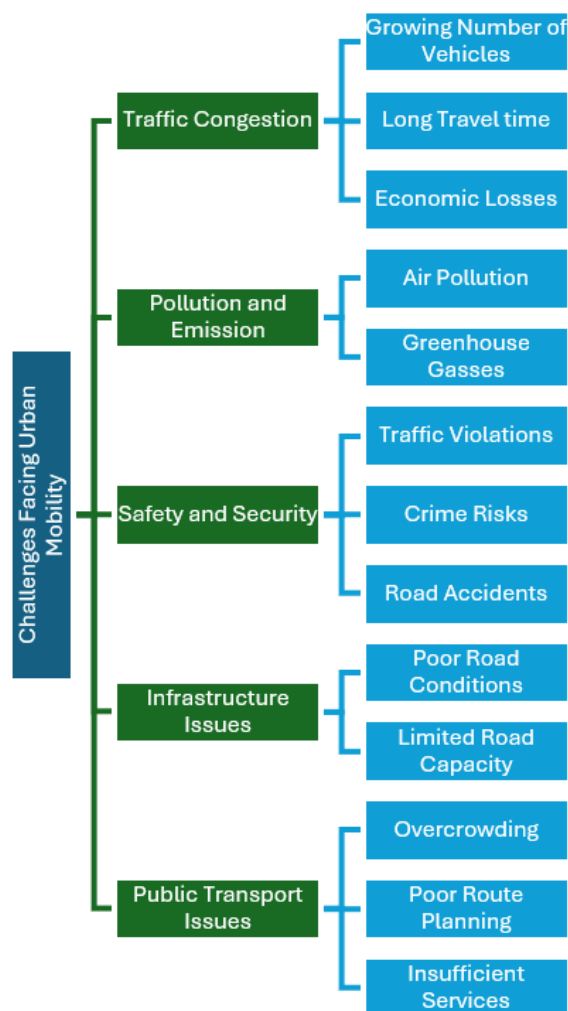 Challenges Facing Urban
Mobility
Traffic Congestion
Growing Number of
Vehicles
Long Travel time
Economic Losses
Pollution and
Emission
Air Pollution
Greenhouse
Gasses
Safety and Security
Traffic Violations
Crime Risks
Road Accidents
Infrastructure
Issues
Poor Road
Conditions
Limited Road
Capacity
Public Transport
Issues
Overcrowding
Poor Route
Planning
Insufficient
Services